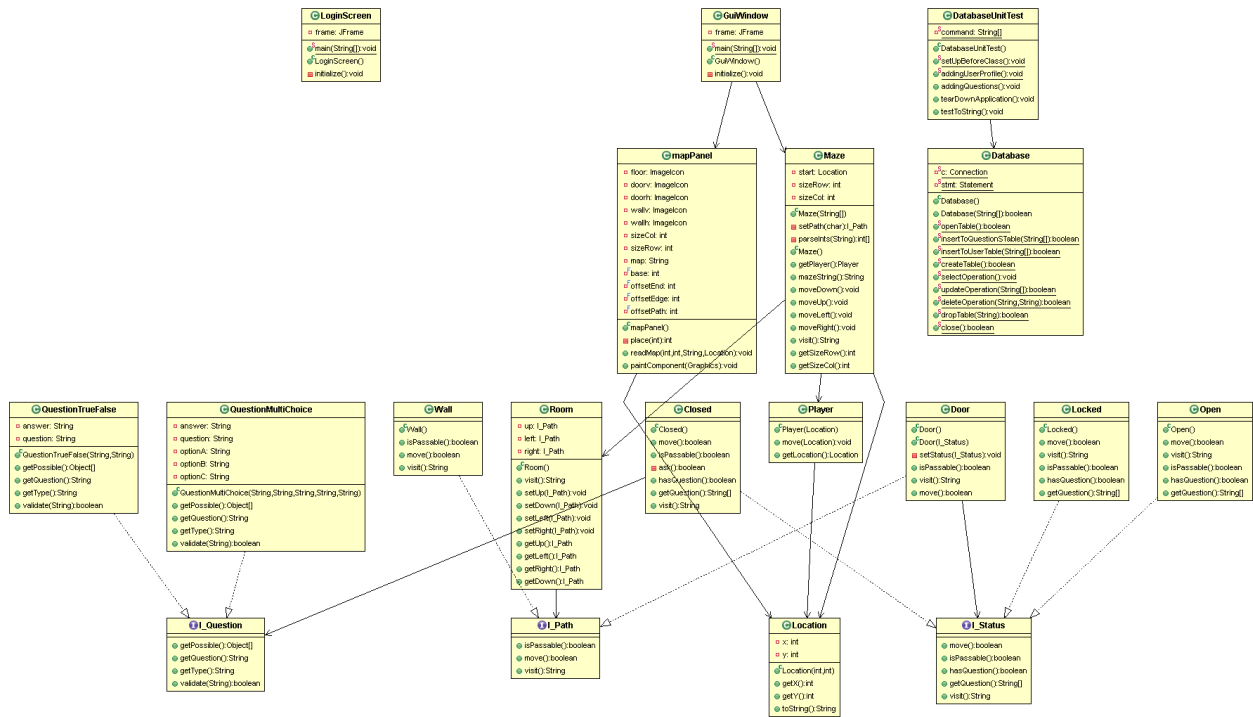 LoginScreen
frame: JFrame
main(String[]):void
LoginScreen()
initialize():void
GuiWindow
frame: JFrame
main(String[]):void
GuiWindow()
initialize():void
DatabaseUnitTest
command: String[]
DatabaseUnitTest()
setUpBeforeClass():void
addingUserProfile():void
addingQuestions():void
tearDownApplication():void
testToString():void
mapPanel
floor: ImageIcon
doorv: ImageIcon
doorh: ImageIcon
wallv: ImageIcon
wallh: ImageIcon
sizeCol: int
sizeRow: int
map: String
base: int
offsetEnd: int
offsetEdge: int
offsetPath: int
mapPanel()
place(int):int
readMap(int,int,String,Location):void
paintComponent(Graphics):void
Maze
start: Location
sizeRow: int
sizeCol: int
Maze(String[])
setPath(char):I_Path
parseInts(String):int[]
Maze()
getPlayer():Player
mazeString():String
moveDown():void
moveUp():void
moveLeft():void
moveRight():void
visit():String
getSizeRow():int
getSizeCol():int
Database
c: Connection
stmt: Statement
Database()
Database(String[]):boolean
openTable():boolean
insertToQuestionSTable(String[]):boolean
insertToUserTable(String[]):boolean
createTable():boolean
selectOperation():void
updateOperation(String[]):boolean
deleteOperation(String,String):boolean
dropTable(String):boolean
close():boolean
QuestionTrueFalse
answer: String
question: String
QuestionTrueFalse(String,String)
getPossible():Object[]
getQuestion():String
getType():String
validate(String):boolean
QuestionMultiChoice
answer: String
question: String
optionA: String
optionB: String
optionC: String
QuestionMultiChoice(String,String,String,String,String)
getPossible():Object[]
getQuestion():String
getType():String
validate(String):boolean
Wall
Wall()
isPassable():boolean
move():boolean
visit():String
Room
up: I_Path
left: I_Path
right: I_Path
Room()
visit():String
setUp(I_Path):void
setDown(I_Path):void
setLeft(I_Path):void
setRight(I_Path):void
getUp():I_Path
getLeft():I_Path
getRight():I_Path
getDown():I_Path
Closed
Closed()
move():boolean
isPassable():boolean
ask():boolean
hasQuestion():boolean
getQuestion():String[]
visit():String
Player
Player(Location)
move(Location):void
getLocation():Location
Door
Door()
Door(I_Status)
setStatus(I_Status):void
isPassable():boolean
visit():String
move():boolean
Locked
Locked()
move():boolean
visit():String
isPassable():boolean
hasQuestion():boolean
getQuestion():String[]
Open
Open()
move():boolean
visit():String
isPassable():boolean
hasQuestion():boolean
getQuestion():String[]
I_Question
getPossible():Object[]
getQuestion():String
getType():String
validate(String):boolean
I_Path
isPassable():boolean
move():boolean
visit():String
Location
x: int
y: int
Location(int,int)
getX():int
getY():int
toString():String
I_Status
move():boolean
isPassable():boolean
hasQuestion():boolean
getQuestion():String[]
visit():String